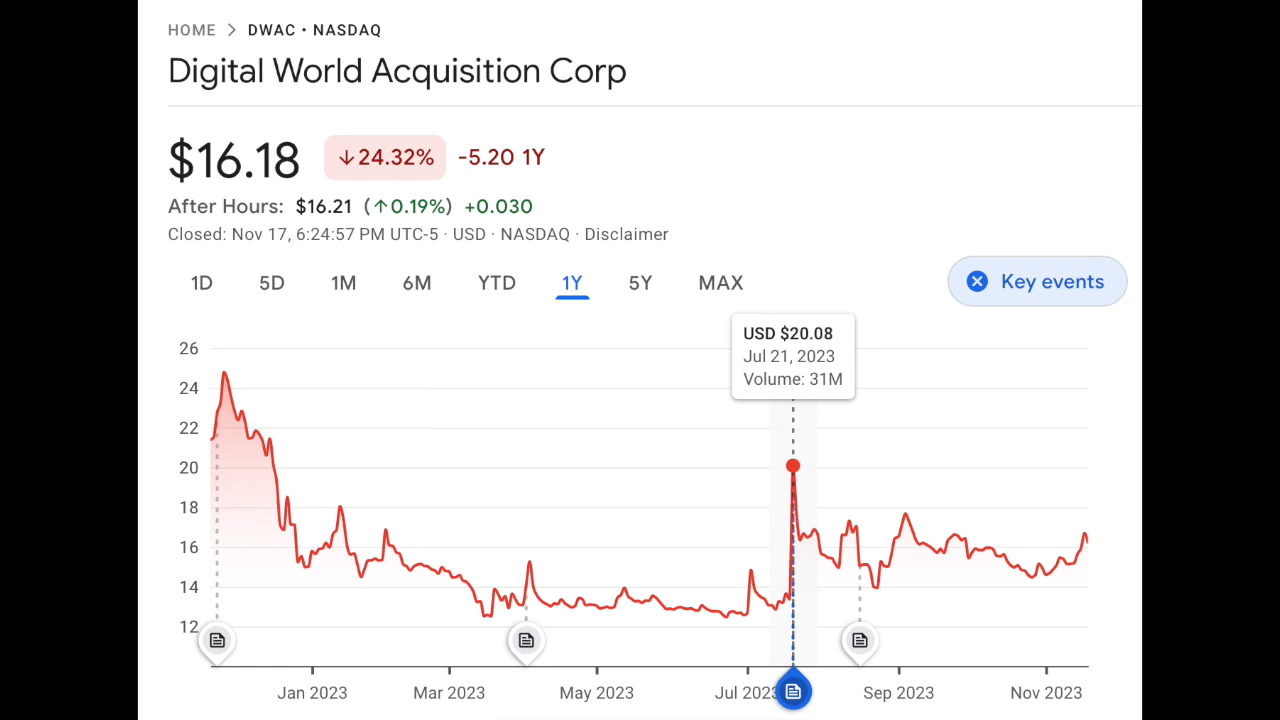 HOME > DWAC • NASDAQ
Digital World Acquisition Corp
$16.18 ↓24.32% -5.20 1Y
After Hours: $16.21 (↑0.19%) +0.030
Closed: Nov 17, 6:24:57 PM UTC-5 · USD · NASDAQ · Disclaimer
1D 5D 1M 6M YTD 1Y 5Y MAX
Key events
USD $20.08
Jul 21, 2023
Volume: 31M
26
24
22
20
18
16
14
12
Jan 2023 Mar 2023 May 2023 Jul 2023 Sep 2023 Nov 2023